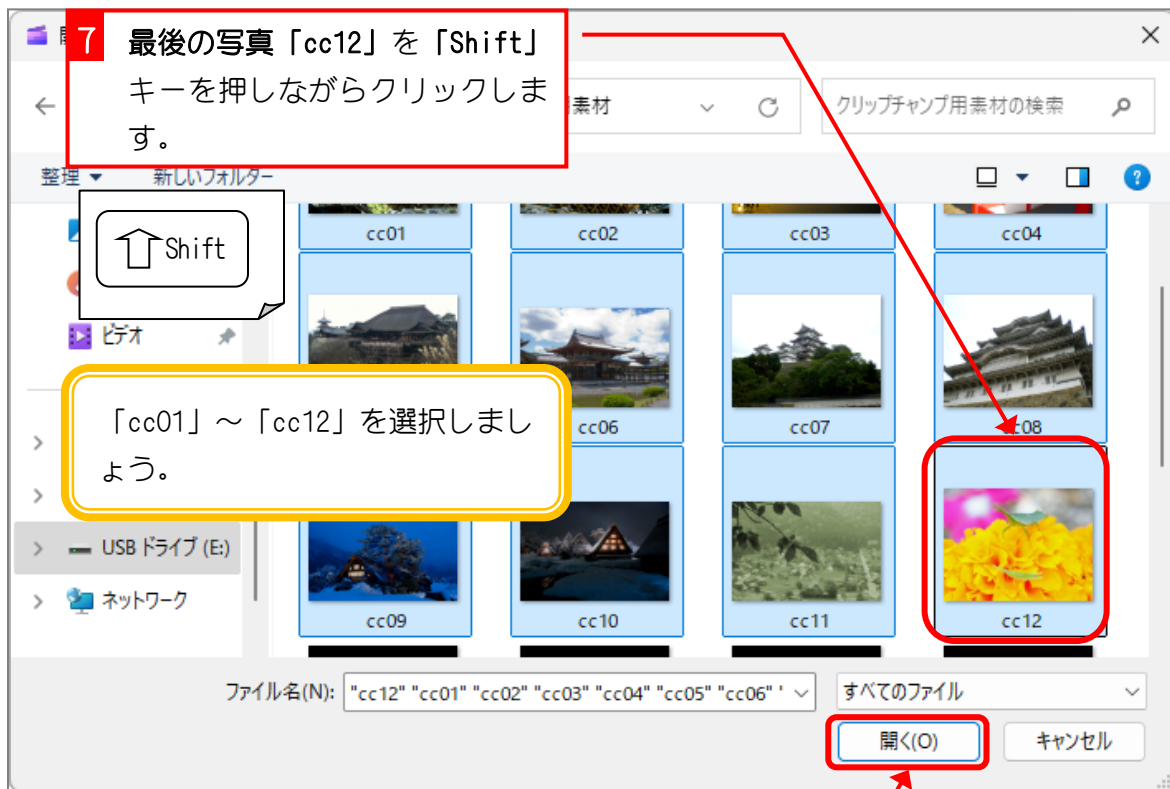 開
7 最後の写真「cc12」を「Shift」
キーを押しながらクリックしま
す。
素材
クリップチャンプ用素材の検索
整理
新しいフォルダー
?
Shift
ビデオ
cc01 cc02 cc03 cc04
「cc01」～「cc12」を選択しまし
ょう。
cc06 cc07 cc08
USB ドライブ (E:)
ネットワーク
cc09 cc10 cc11 cc12
ファイル名(N): "cc12" "cc01" "cc02" "cc03" "cc04" "cc05" "cc06" '
すべてのファイル
開く(O) キャンセル